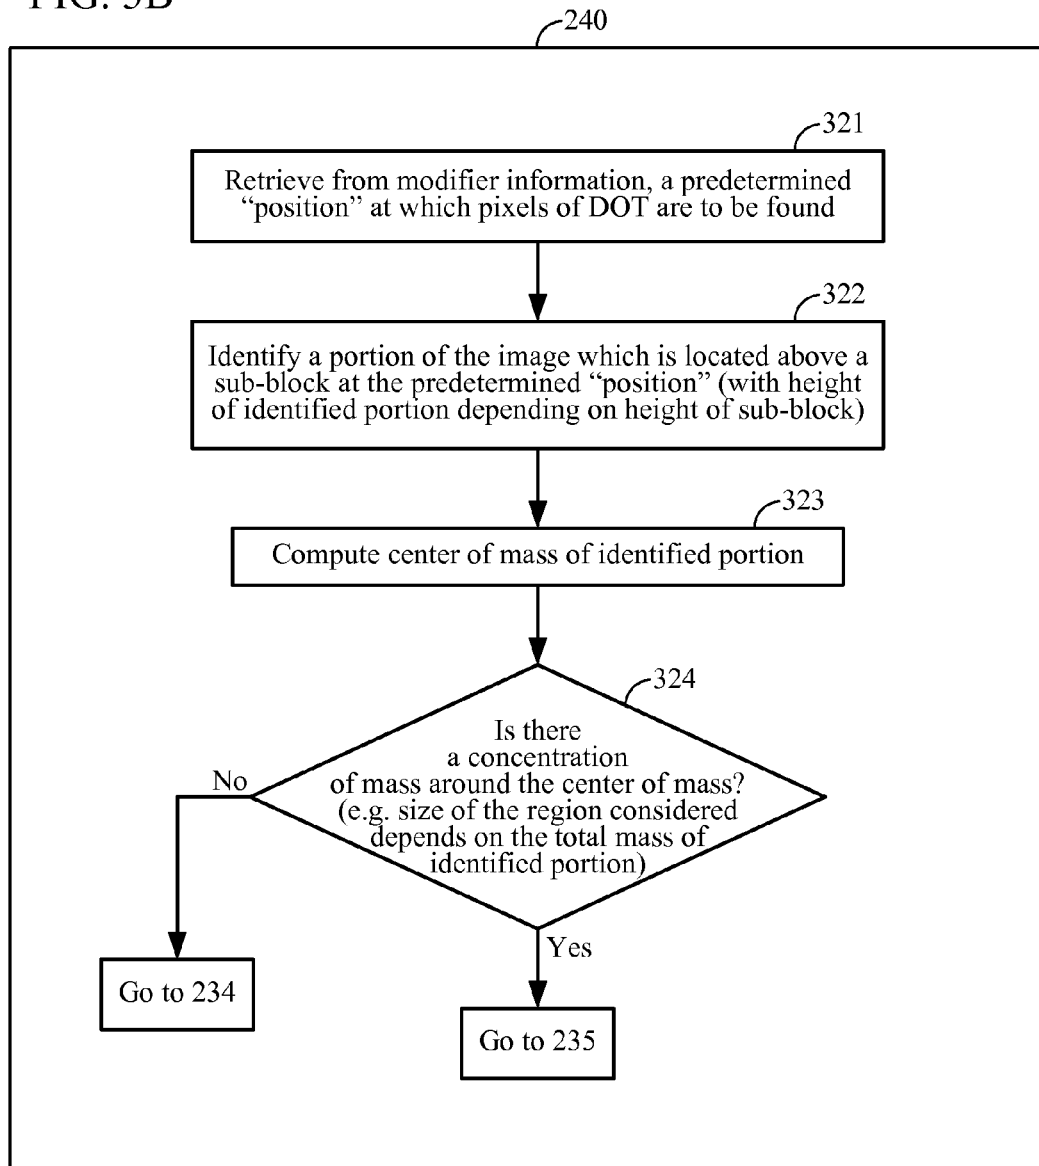 240
321
Retrieve from modifier information, a predetermined
“position” at which pixels of DOT are to be found
322
Identify a portion of the image which is located above a
sub-block at the predetermined “position” (with height
of identified portion depending on height of sub-block)
323
Compute center of mass of identified portion
324
Is there
a concentration
of mass around the center of mass?
(e.g. size of the region considered
depends on the total mass of
identified portion)
No
Yes
Go to 234
Go to 235